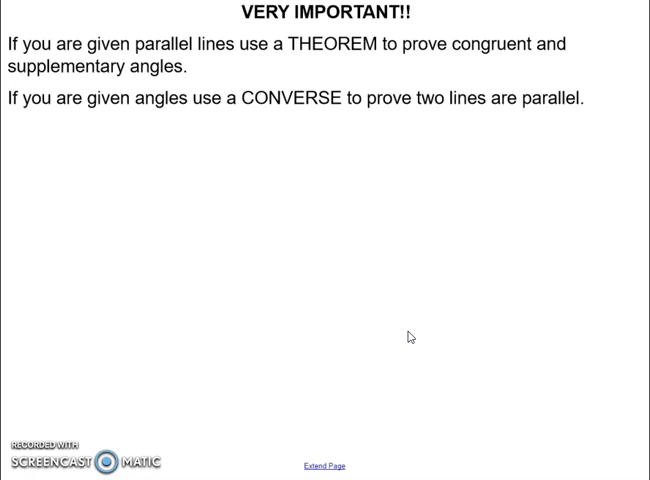 VERY IMPORTANT!!
If you are given parallel lines use a THEOREM to prove congruent and
supplementary angles.
If you are given angles use a CONVERSE to prove two lines are parallel.
RECORDED WITH
SCREENCAST MATIC
Extend Page